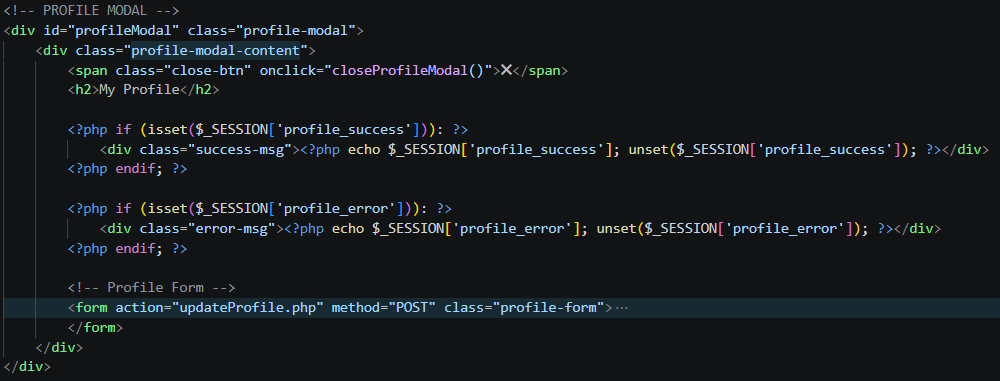 <!-- PROFILE MODAL -->
<div id="profileModal" class="profile-modal">
<div class="profile-modal-content">
<span class="close-btn" onclick="closeProfileModal()">❌</span>
<h2>My Profile</h2>
<?php if (isset($_SESSION['profile_success'])): ?>
<div class="success-msg"><?php echo $_SESSION['profile_success']; unset($_SESSION['profile_success']); ?></div>
<?php endif; ?>
<?php if (isset($_SESSION['profile_error'])): ?>
<div class="error-msg"><?php echo $_SESSION['profile_error']; unset($_SESSION['profile_error']); ?></div>
<?php endif; ?>
<!-- Profile Form -->
<form action="updateProfile.php" method="POST" class="profile-form">…
</form>
</div>
</div>